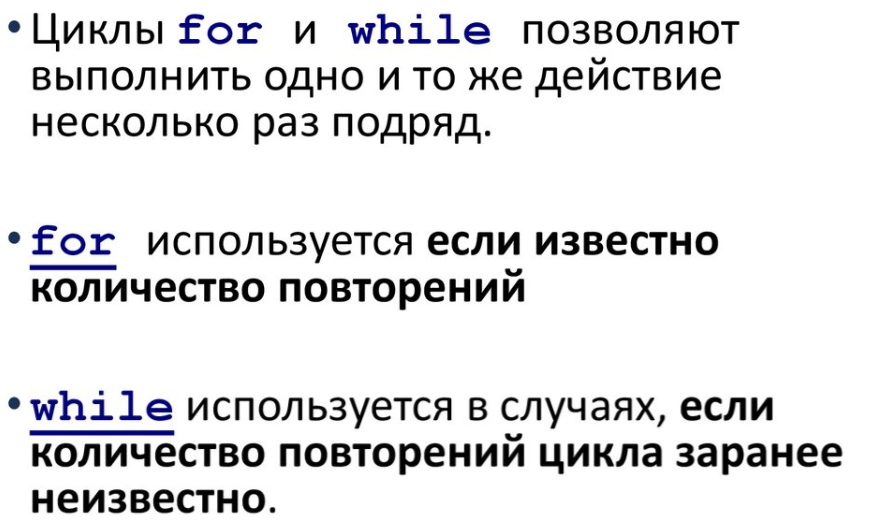 • Циклы for и while позволяют
выполнить одно и то же действие
несколько раз подряд.
• for используется если известно
количество повторений
• while используется в случаях, если
количество повторений цикла заранее
неизвестно.